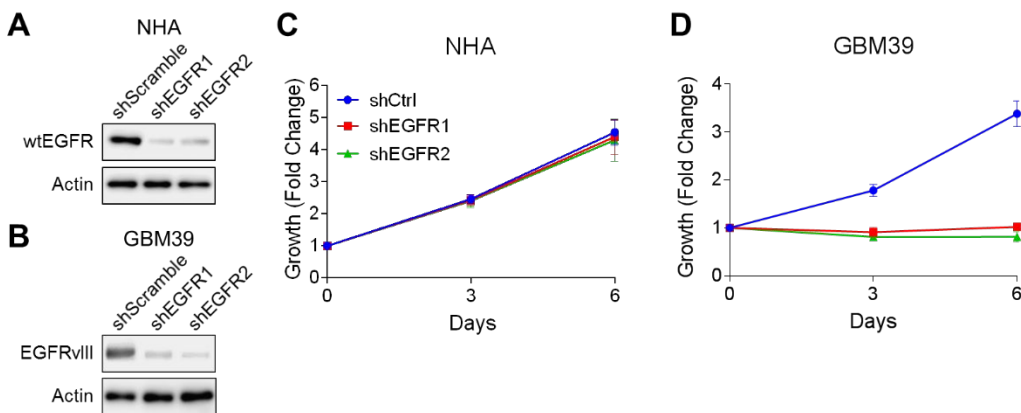 A
NHA
shScramble
shEGFR1
shEGFR2
wtEGFR
Actin
B
GBM39
shScramble
shEGFR1
shEGFR2
EGFRvIII
Actin
C
NHA
Growth (Fold Change)
6
5
4
3
2
1
0
shCtrl
shEGFR1
shEGFR2
0 3 6
Days
D
GBM39
Growth (Fold Change)
4
3
2
1
0
0 3 6
Days